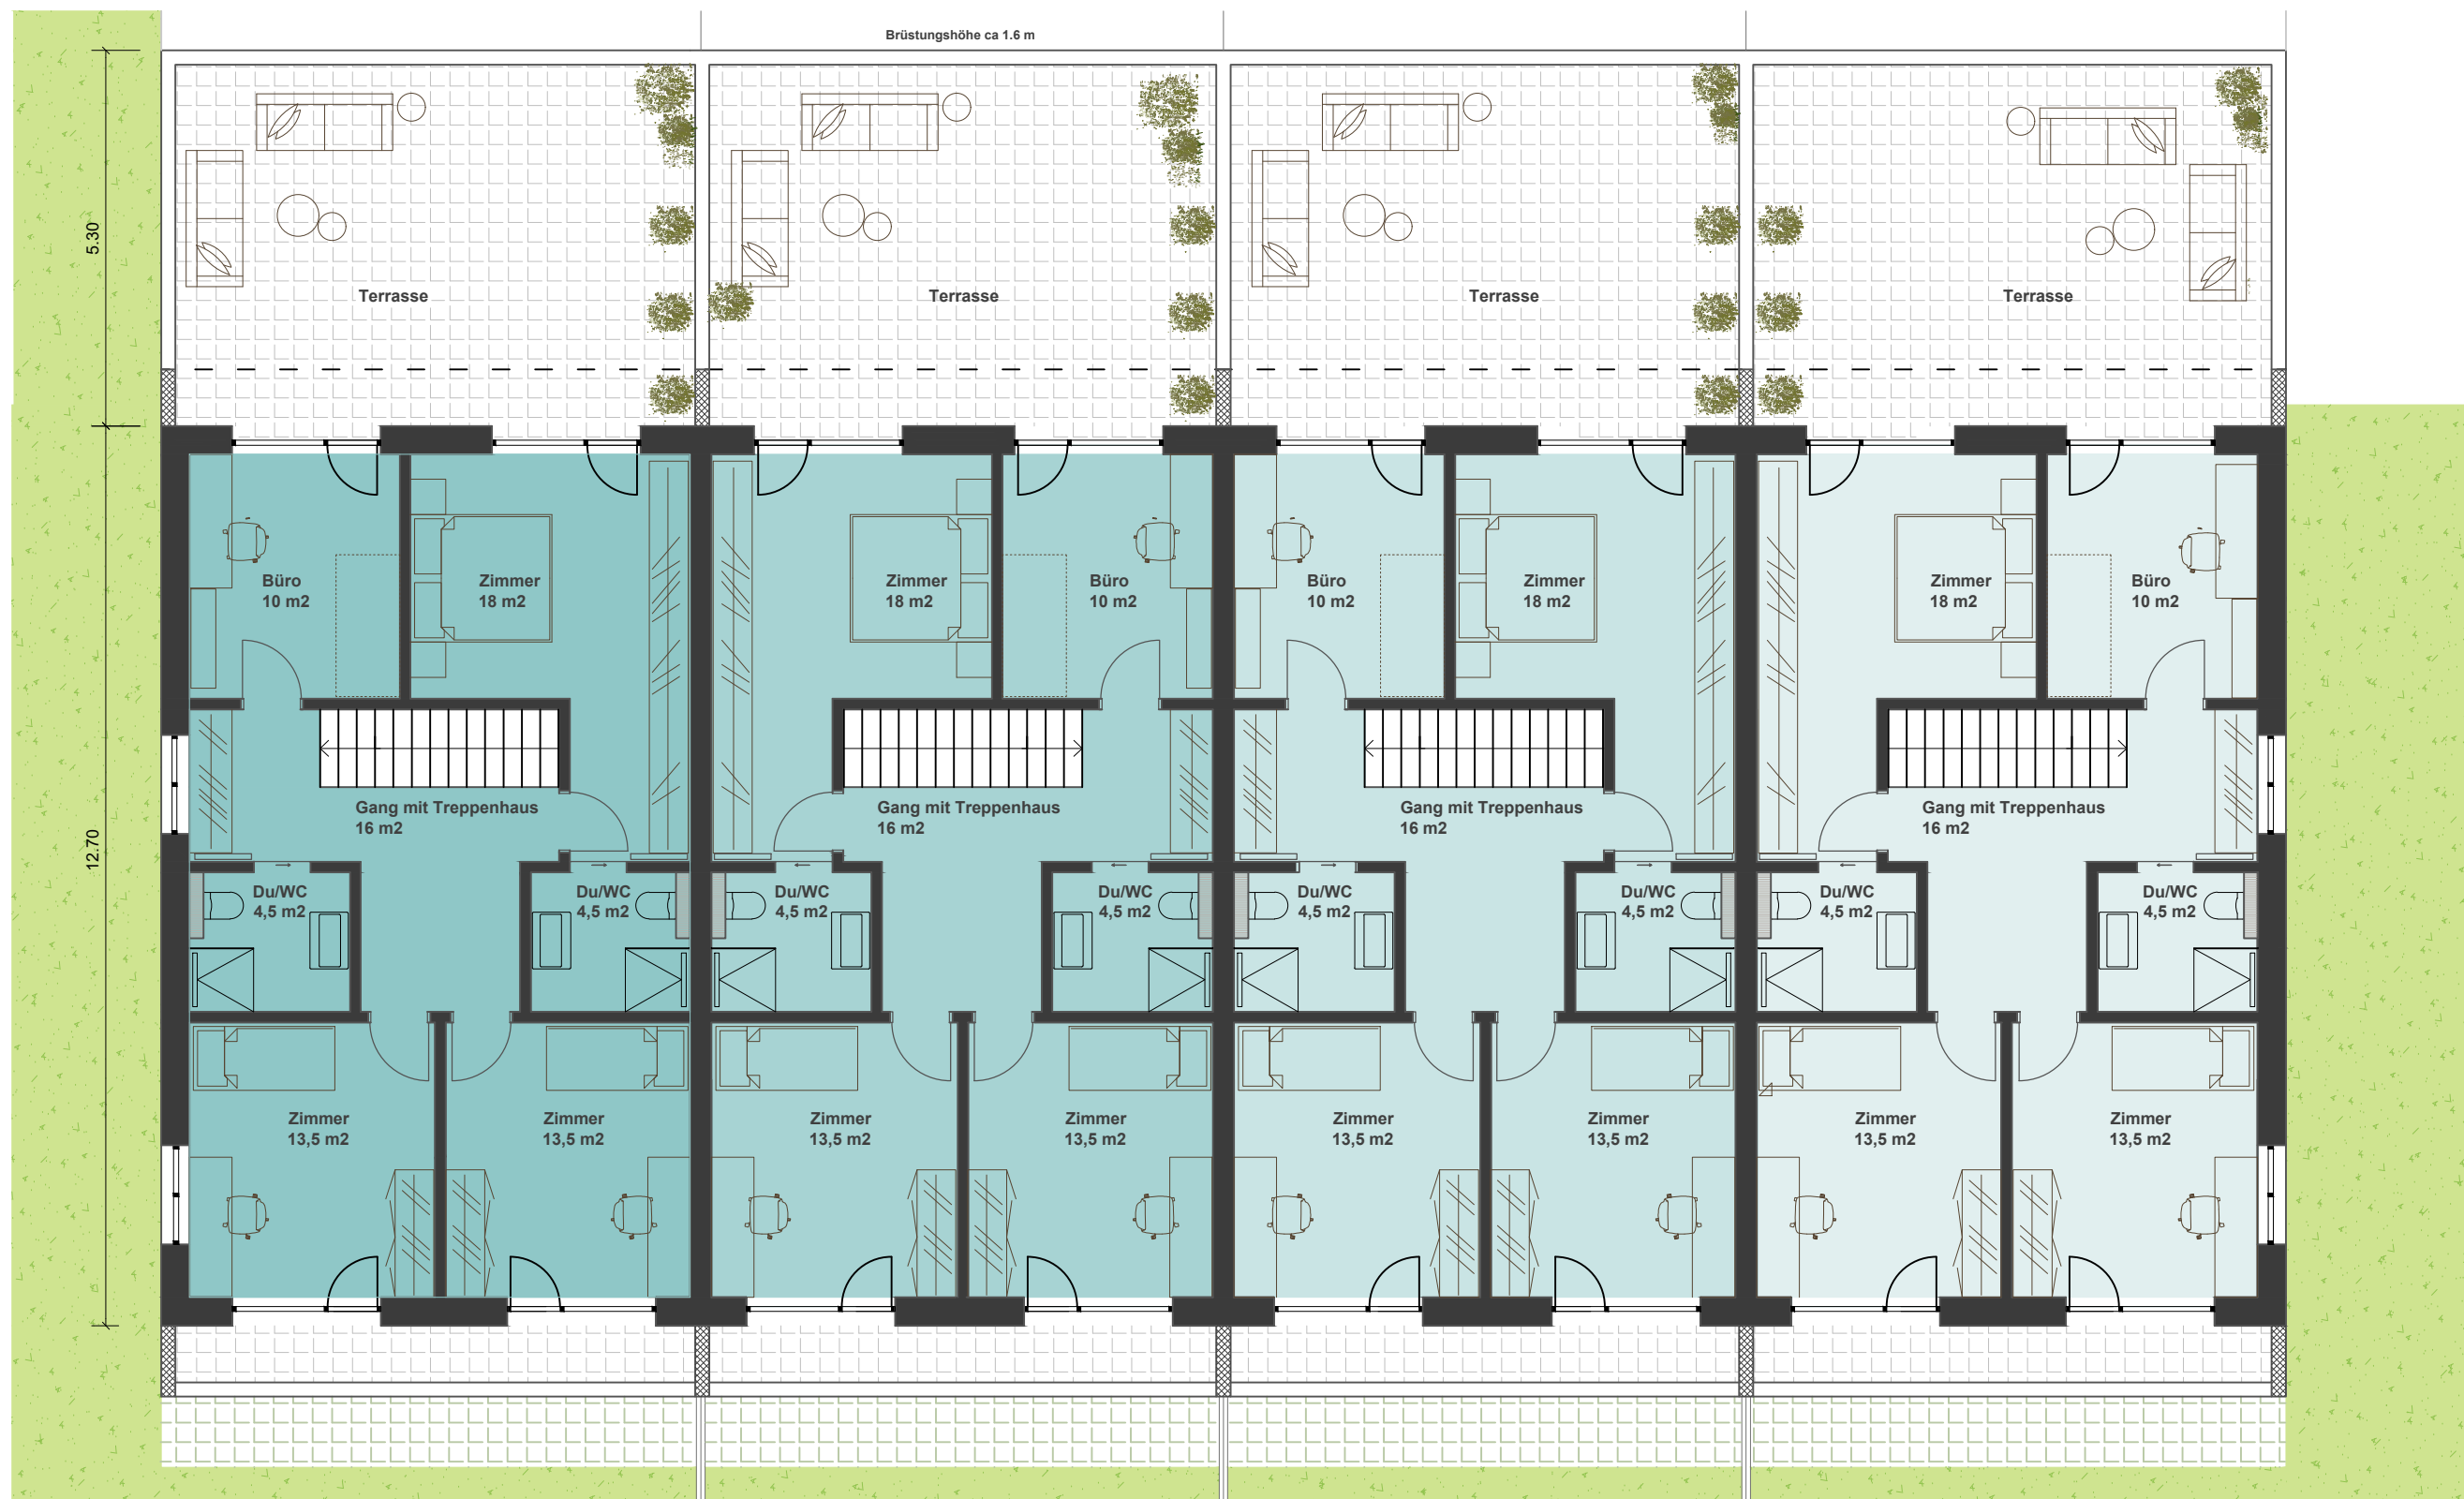 Brüstungshöhe ca 1.6 m
5.30
Terrasse
Terrasse
Terrasse
Terrasse
Büro
10 m2
Zimmer
18 m2
Zimmer
18 m2
Büro
10 m2
Büro
10 m2
Zimmer
18 m2
Zimmer
18 m2
Büro
10 m2
12.70
Gang mit Treppenhaus
16 m2
Gang mit Treppenhaus
16 m2
Gang mit Treppenhaus
16 m2
Gang mit Treppenhaus
16 m2
Du/WC
4,5 m2
Du/WC
4,5 m2
Du/WC
4,5 m2
Du/WC
4,5 m2
Du/WC
4,5 m2
Du/WC
4,5 m2
Du/WC
4,5 m2
Du/WC
4,5 m2
Zimmer
13,5 m2
Zimmer
13,5 m2
Zimmer
13,5 m2
Zimmer
13,5 m2
Zimmer
13,5 m2
Zimmer
13,5 m2
Zimmer
13,5 m2
Zimmer
13,5 m2